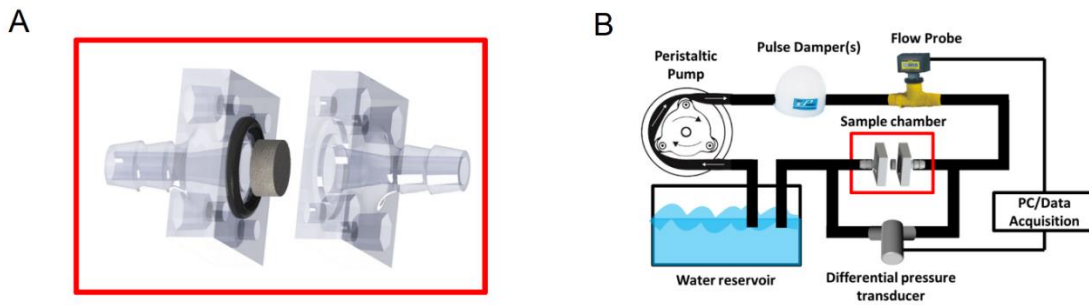 A
B
Peristaltic
Pump
Pulse Damper(s)
Flow Probe
Sample chamber
PC/Data
Acquisition
Water reservoir
Differential pressure
transducer